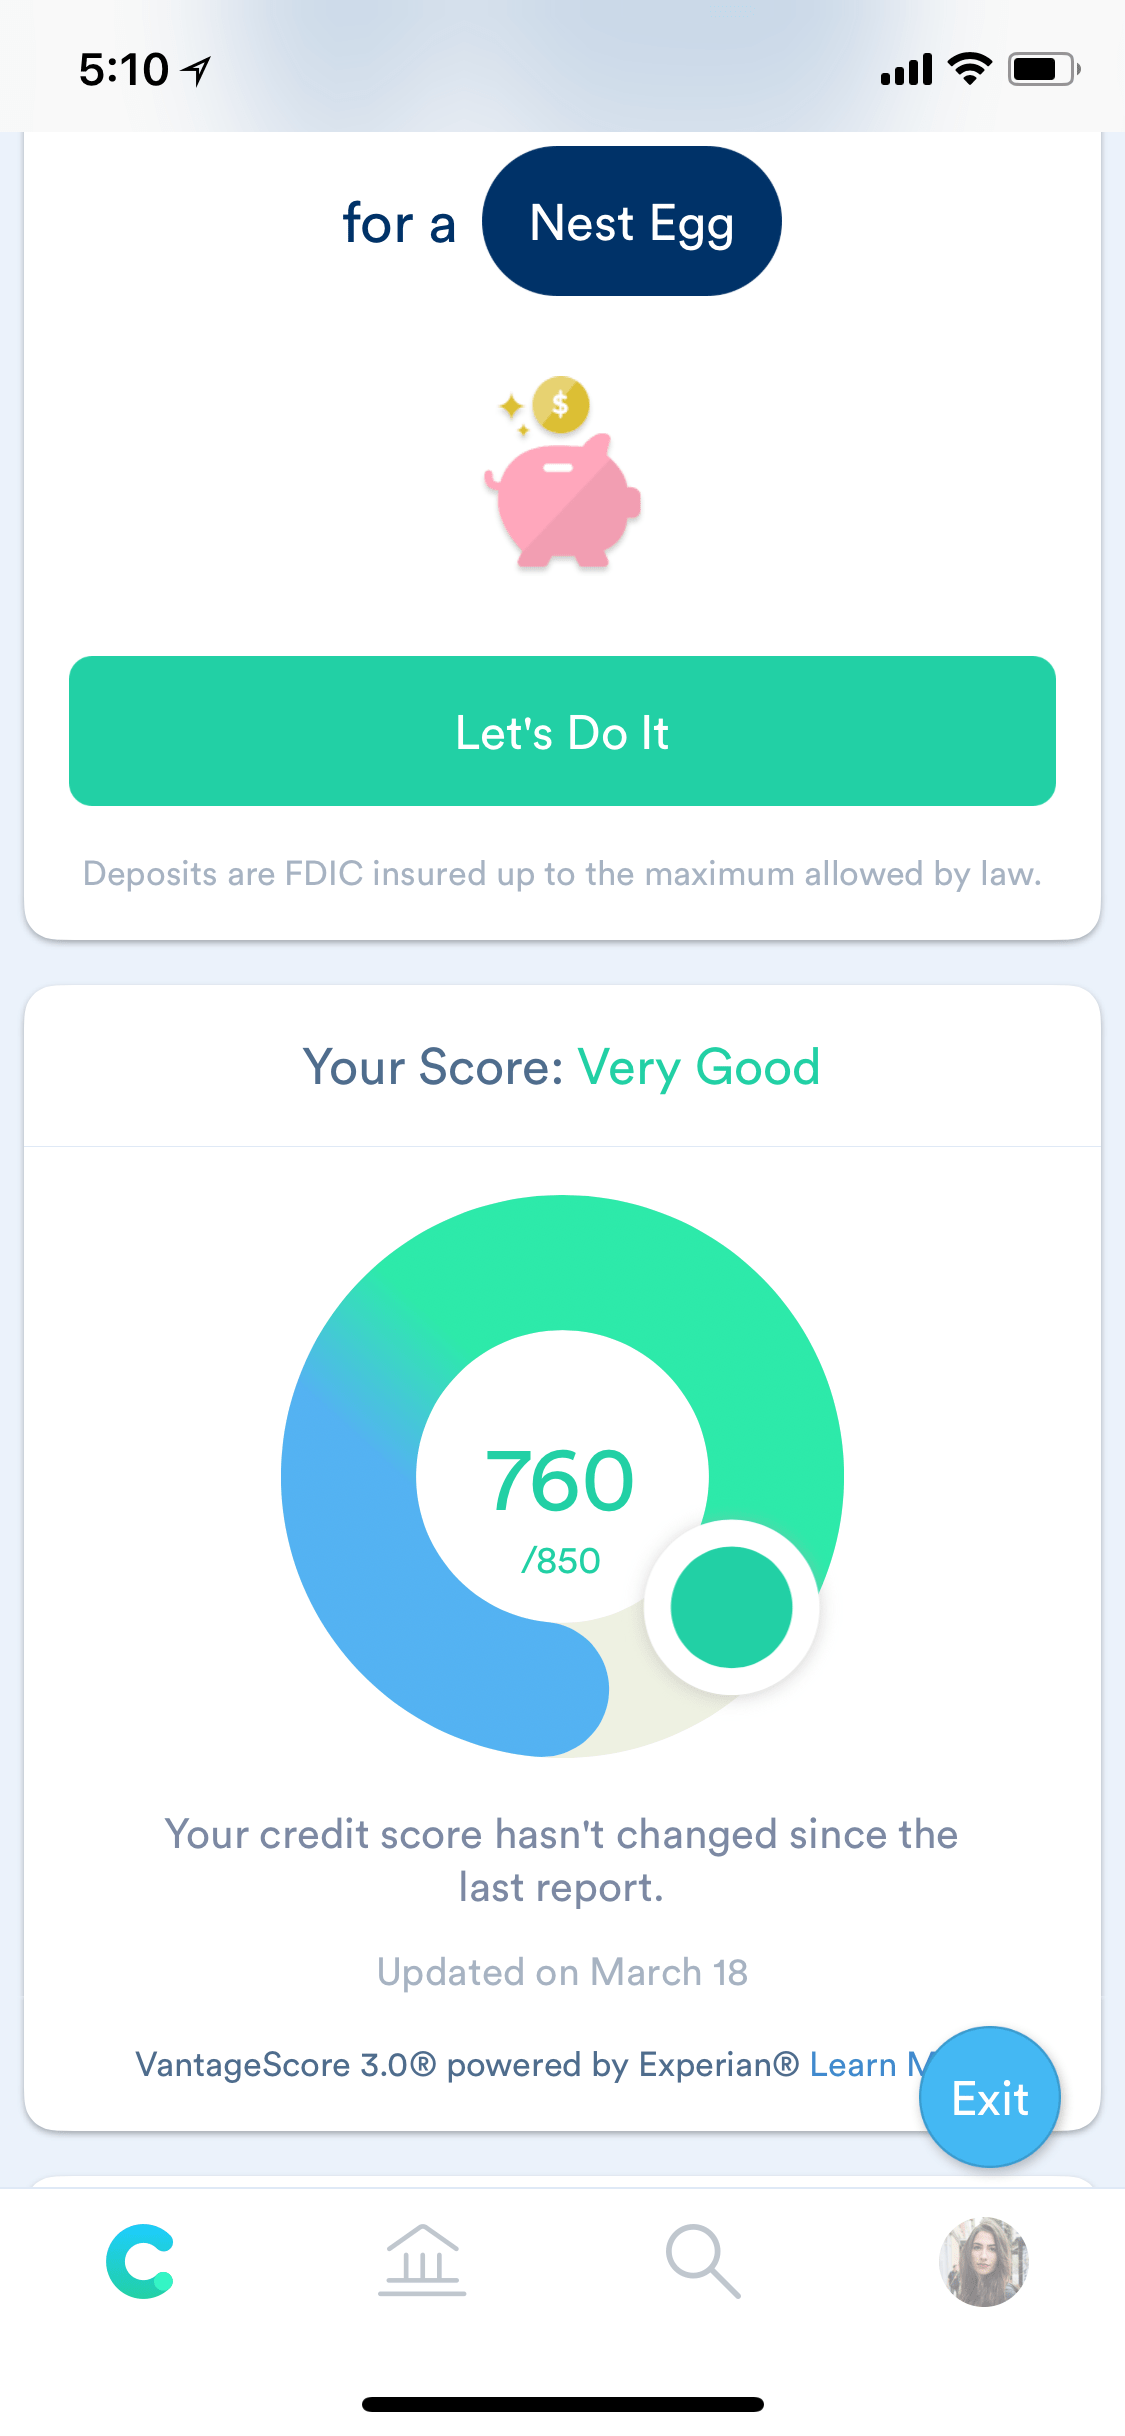 5:10
for a Nest Egg
$
Let's Do It
Deposits are FDIC insured up to the maximum allowed by law.
Your Score: Very Good
760
/850
Your credit score hasn't changed since the
last report.
Updated on March 18
VantageScore 3.0® powered by Experian® Learn
Exit